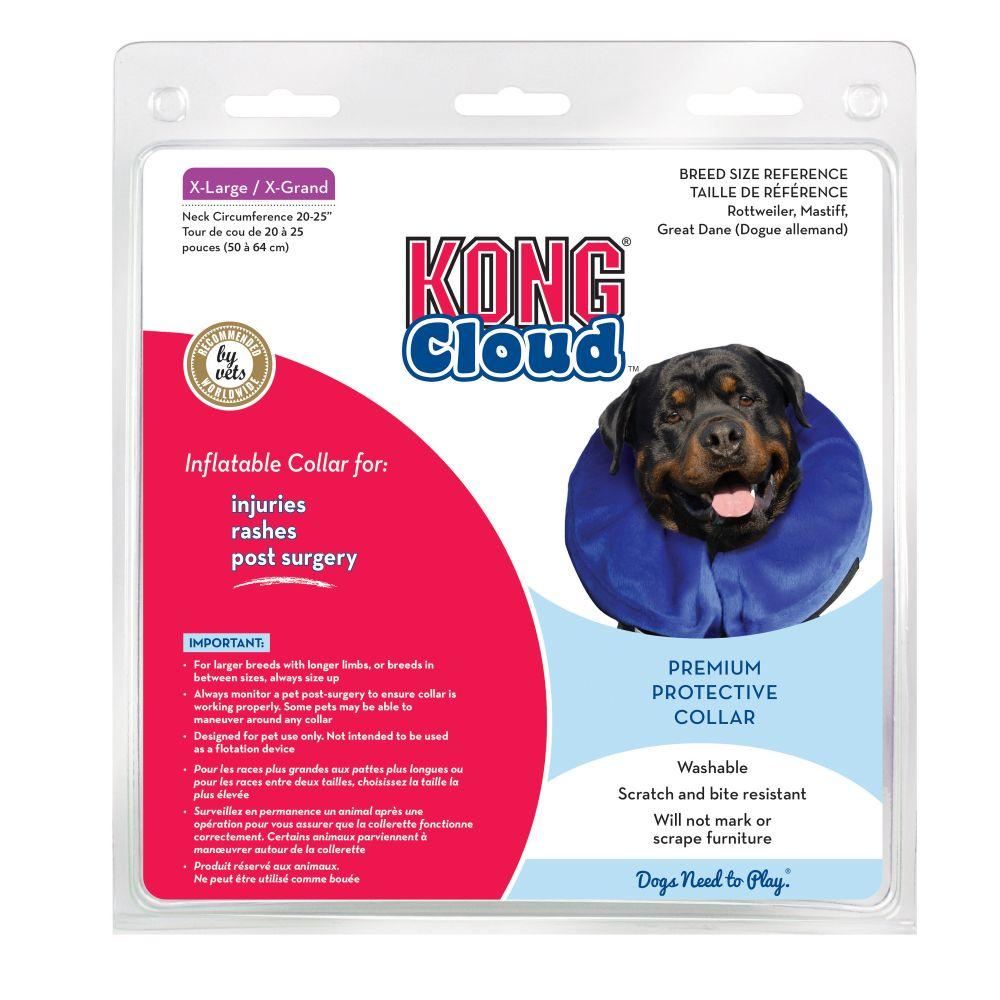 X-Large / X-Grand
Neck Circumference 20-25”
Tour de cou de 20 à 25
pouces (50 à 64 cm)
BREED SIZE REFERENCE
TAILLE DE RÉFÉRENCE
Rottweiler, Mastiff,
Great Dane (Dogue allemand)
KONG®
Cloud™
RECOMMENDED
by
vets
WORLDWIDE
Inflatable Collar for:
injuries
rashes
post surgery
IMPORTANT:
• For larger breeds with longer limbs, or breeds in
between sizes, always size up
• Always monitor a pet post-surgery to ensure collar is
working properly. Some pets may be able to
maneuver around any collar
• Designed for pet use only. Not intended to be used
as a flotation device
• Pour les races plus grandes aux pattes plus longues ou
pour les races entre deux tailles, choisissez la taille la
plus élevée
• Surveillez en permanence un animal après une
opération pour vous assurer que la collerette fonctionne
correctement. Certains animaux parviennent à
manœuvrer autour de la collerette
• Produit réservé aux animaux.
Ne peut être utilisé comme bouée
PREMIUM
PROTECTIVE
COLLAR
Washable
Scratch and bite resistant
Will not mark or
scrape furniture
Dogs Need to Play.®